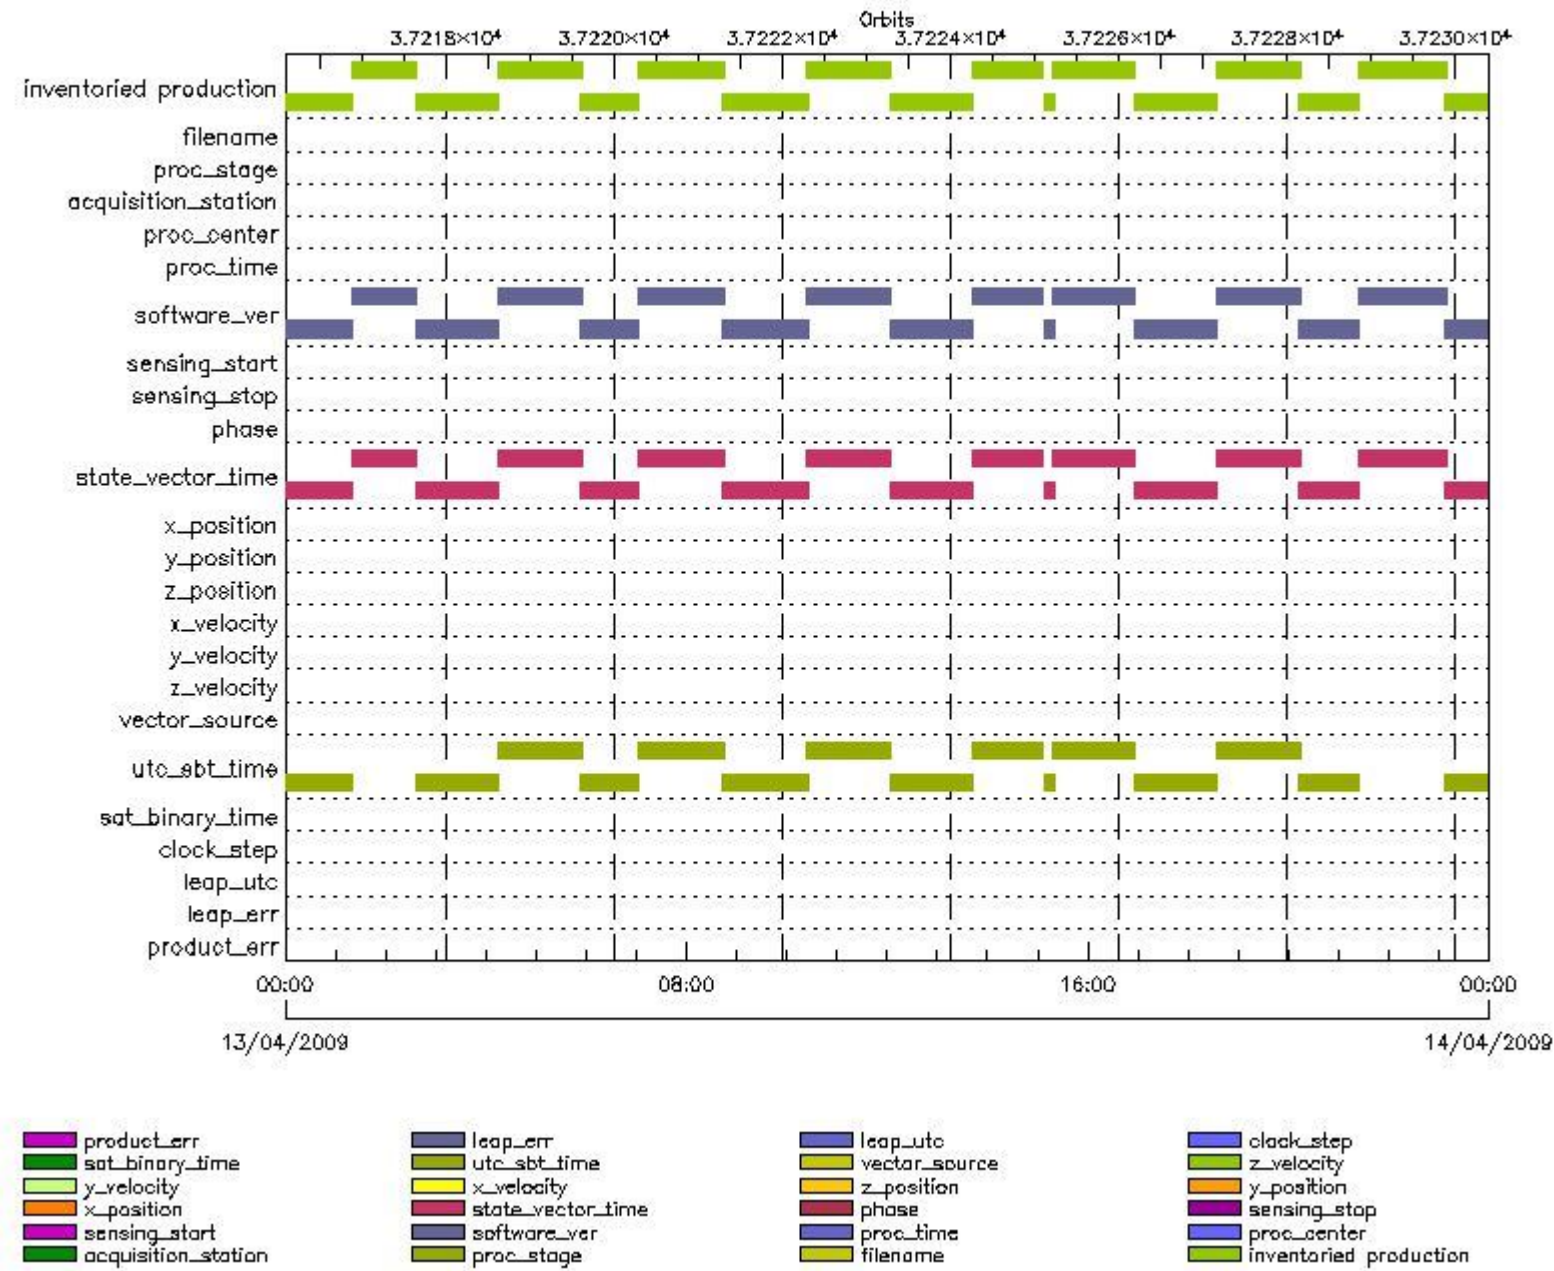 Orbits
3.7218×10⁴ 3.7220×10⁴ 3.7222×10⁴ 3.7224×10⁴ 3.7226×10⁴ 3.7228×10⁴ 3.7230×10⁴
inventoried production
filename
proc_stage
acquisition_station
proc_center
proc_time
software_ver
sensing_start
sensing_stop
phase
state_vector_time
x_position
y_position
z_position
x_velocity
y_velocity
z_velocity
vector_source
utc_sbt_time
sat_binary_time
clock_step
leap_utc
leap_err
product_err
00:00 08:00 16:00 00:00
13/04/2009 14/04/2009
product_err leap_err leap_utc clock_step
sat_binary_time utc_sbt_time vector_source z_velocity
y_velocity x_velocity z_position y_position
x_position state_vector_time phase sensing_stop
sensing_start software_ver proc_time proc_center
acquisition_station proc_stage filename inventoried production